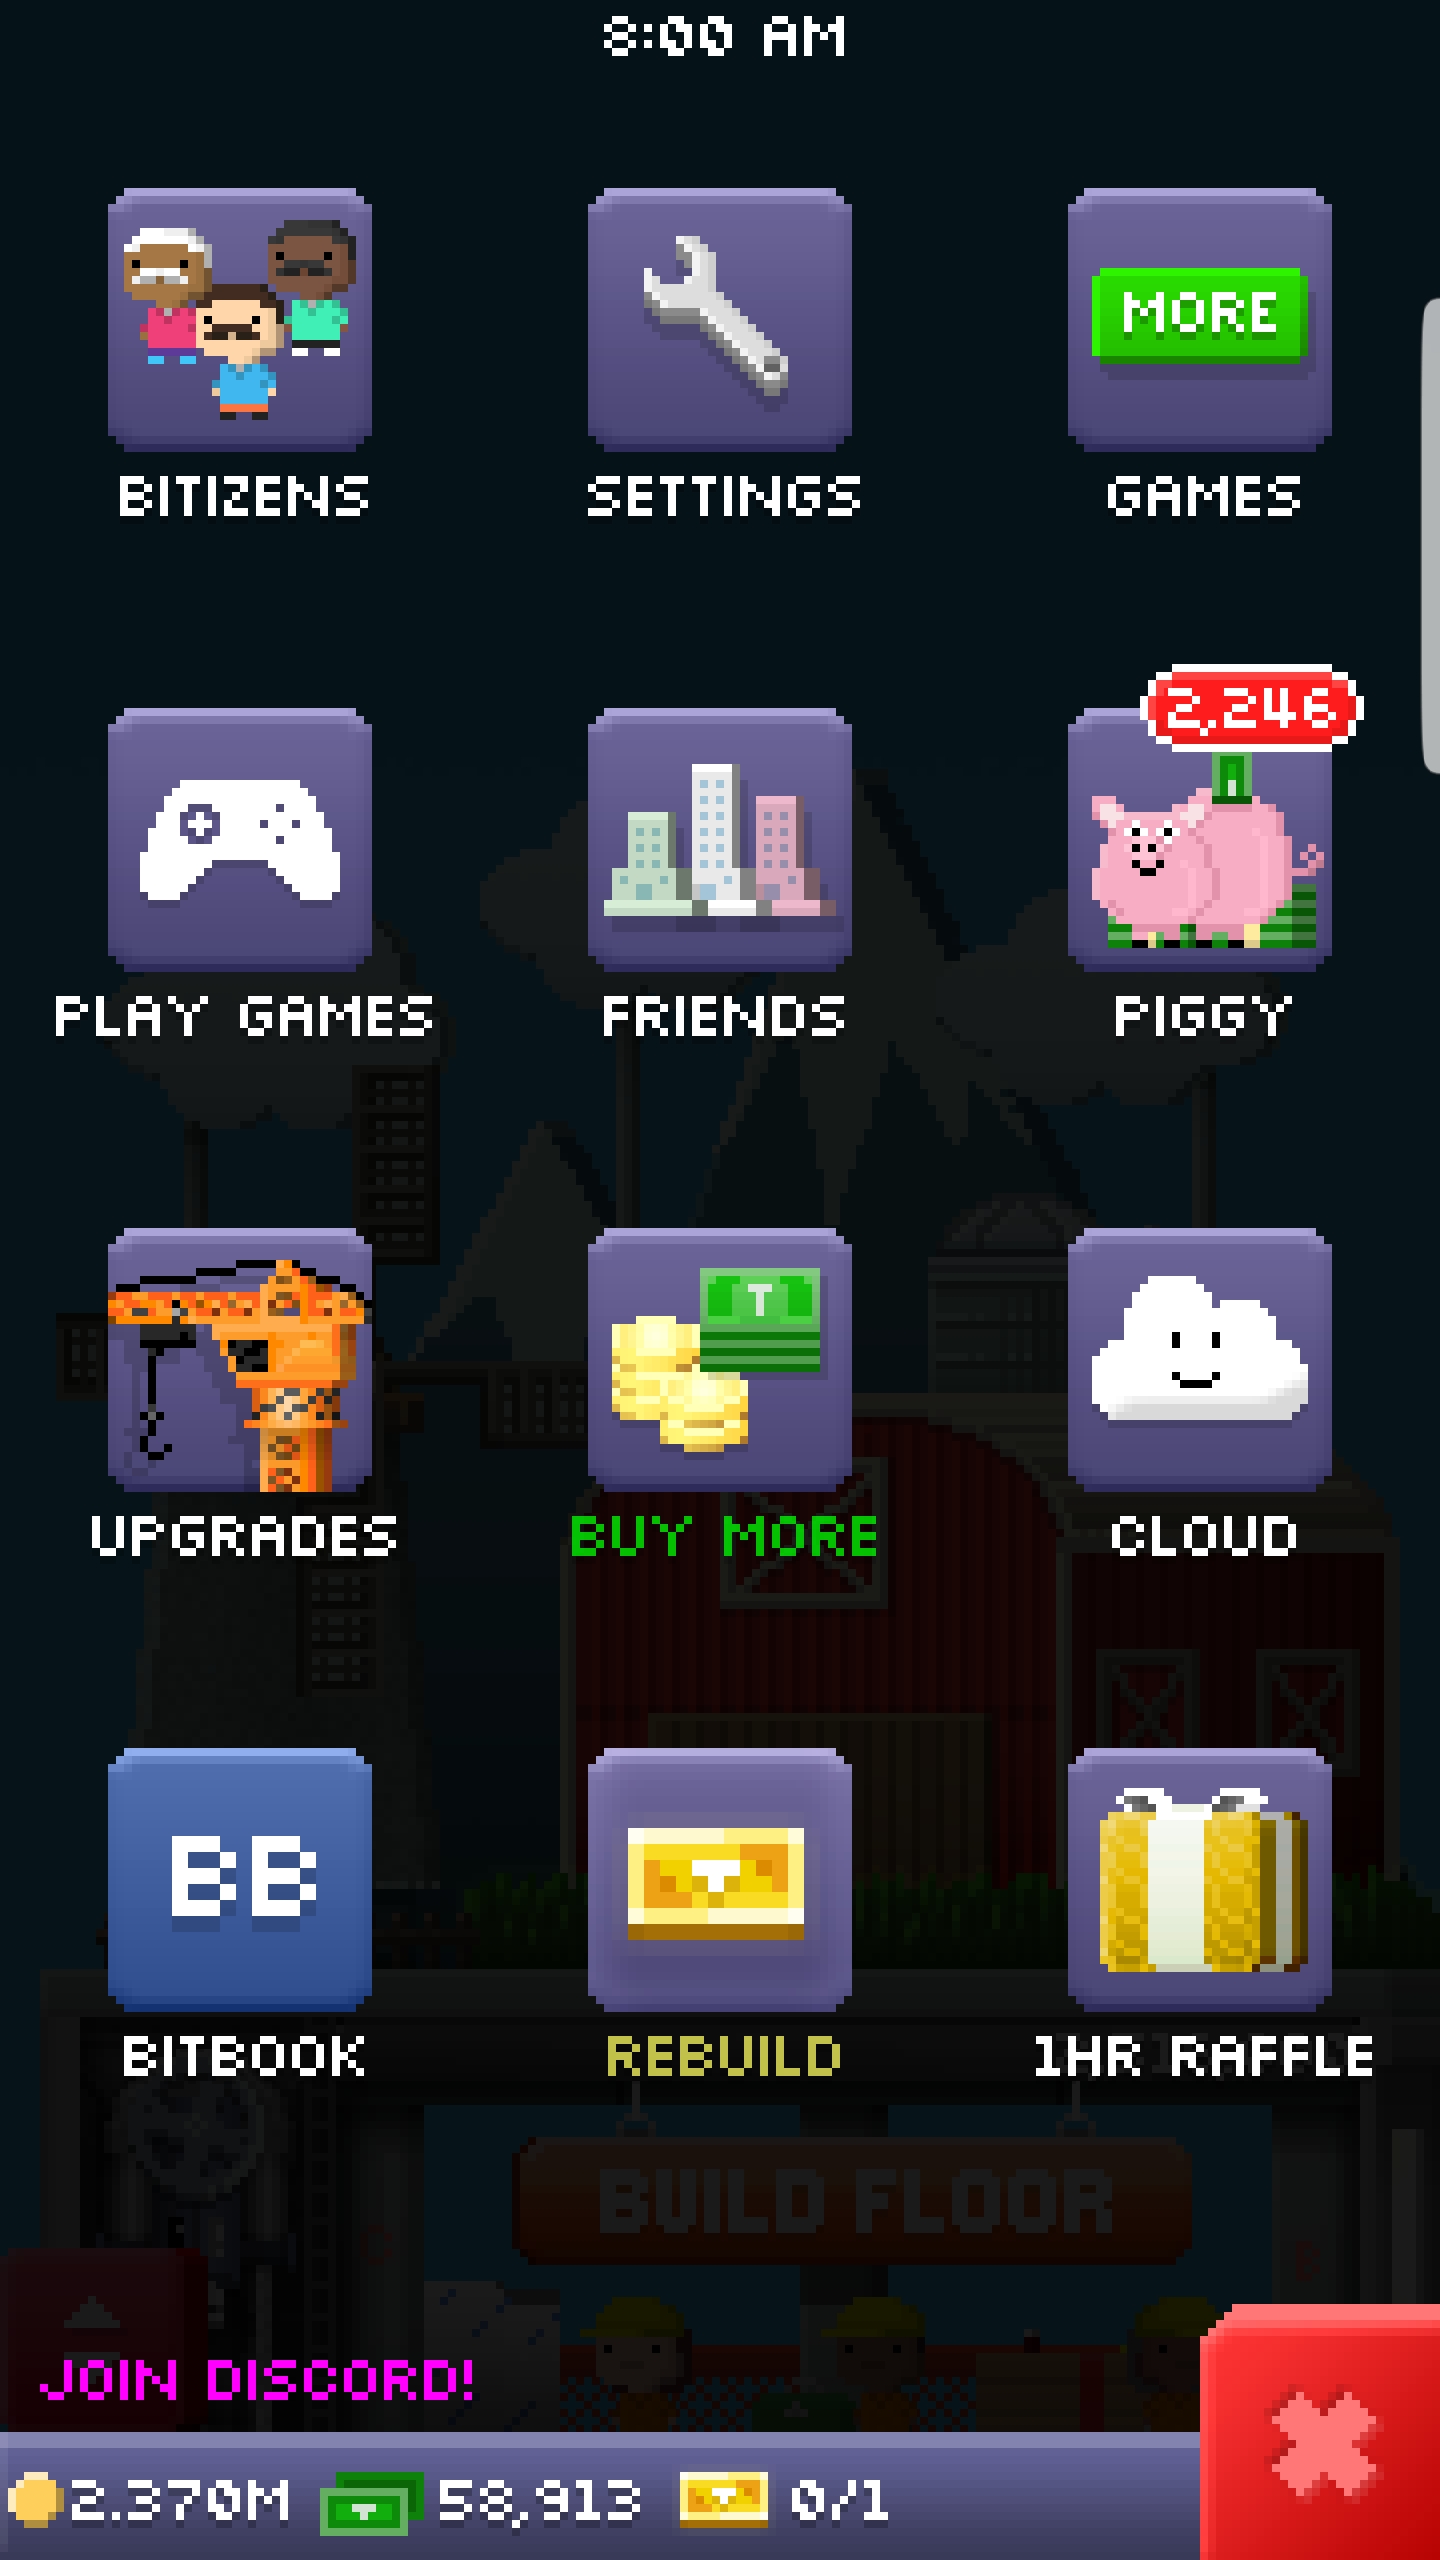 8:00 AM
MORE
BITIZENS
SETTINGS
GAMES
2,246
PLAY GAMES
FRIENDS
PIGGY
T
UPGRADES
BUY MORE
CLOUD
BB
BITBOOK
REBUILD
1HR RAFFLE
BUILD FLOOR
JOIN DISCORD!
2.370M 58,913 0/1